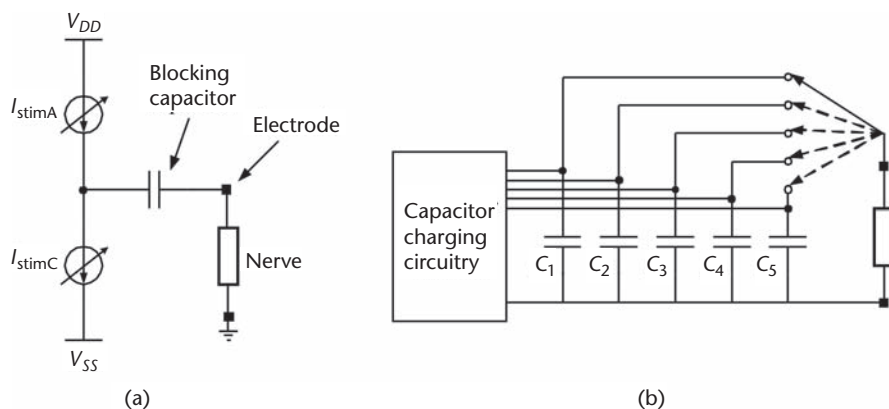 V_DD
I_stimA
Blocking
capacitor
Electrode
I_stimC
Nerve
V_SS
(a)
Capacitor
charging
circuitry
C_1 C_2 C_3 C_4 C_5
(b)